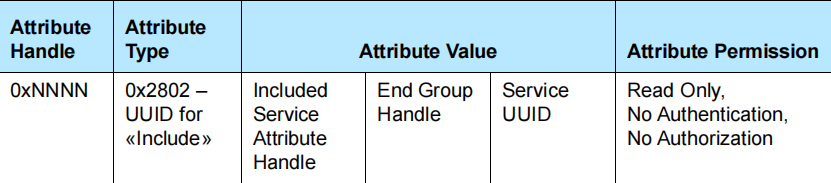 Attribute Handle
Attribute Type
Attribute Value
Attribute Permission
0xNNNN
0x2802 –
UUID for
«Include»
Included
Service
Attribute
Handle
End Group
Handle
Service
UUID
Read Only,
No Authentication,
No Authorization